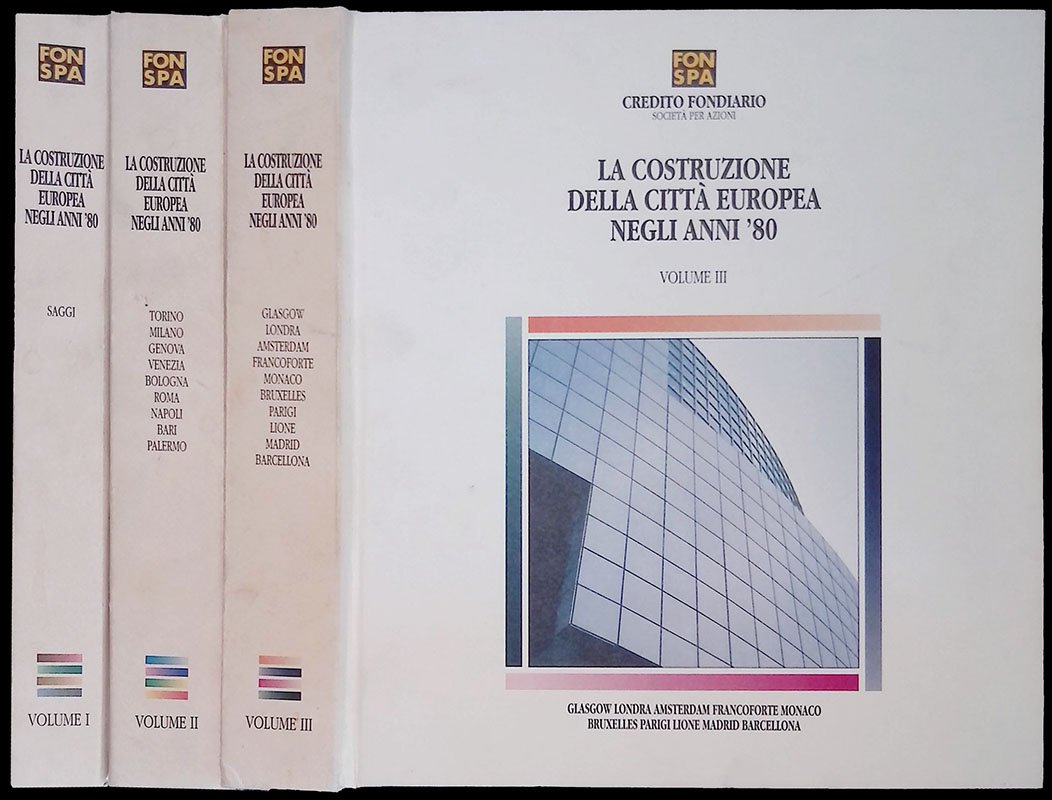 FON
SPA
LA COSTRUZIONE
DELLA CITTÀ
EUROPEA
NEGLI ANNI '80
SAGGI
VOLUME I
FON
SPA
LA COSTRUZIONE
DELLA CITTÀ
EUROPEA
NEGLI ANNI '80
TORINO
MILANO
GENOVA
VENEZIA
BOLOGNA
ROMA
NAPOLI
BARI
PALERMO
VOLUME II
FON
SPA
LA COSTRUZIONE
DELLA CITTÀ
EUROPEA
NEGLI ANNI '80
GLASGOW
LONDRA
AMSTERDAM
FRANCOFORTE
MONACO
BRUXELLES
PARIGI
LIONE
MADRID
BARCELLONA
VOLUME III
FON
SPA
CREDITO FONDIARIO
SOCIETÀ PER AZIONI
LA COSTRUZIONE
DELLA CITTÀ EUROPEA
NEGLI ANNI ’80
VOLUME III
GLASGOW LONDRA AMSTERDAM FRANCOFORTE MONACO
BRUXELLES PARIGI LIONE MADRID BARCELLONA